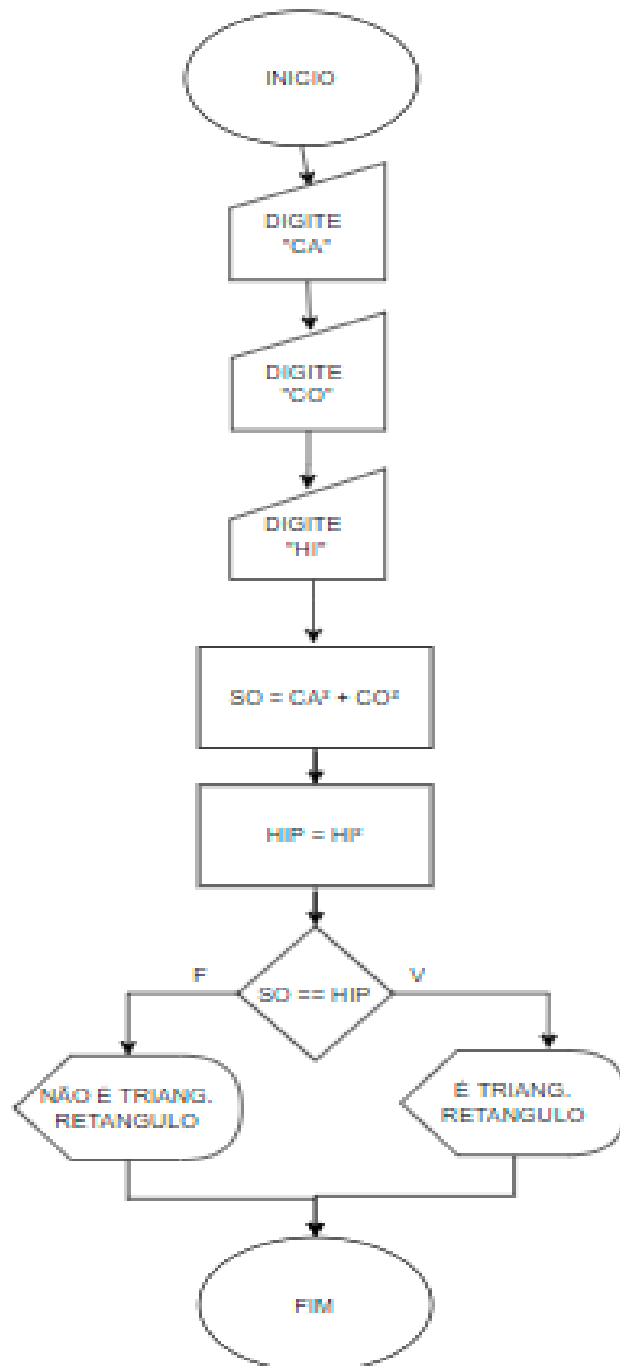 INICIO
DIGITE
"CA"
DIGITE
"CO"
DIGITE
"HI"
SO = CA² + CO²
HIP = HI²
F
SO == HIP
V
NÃO É TRIANG.
RETANGULO
É TRIANG.
RETANGULO
FIM